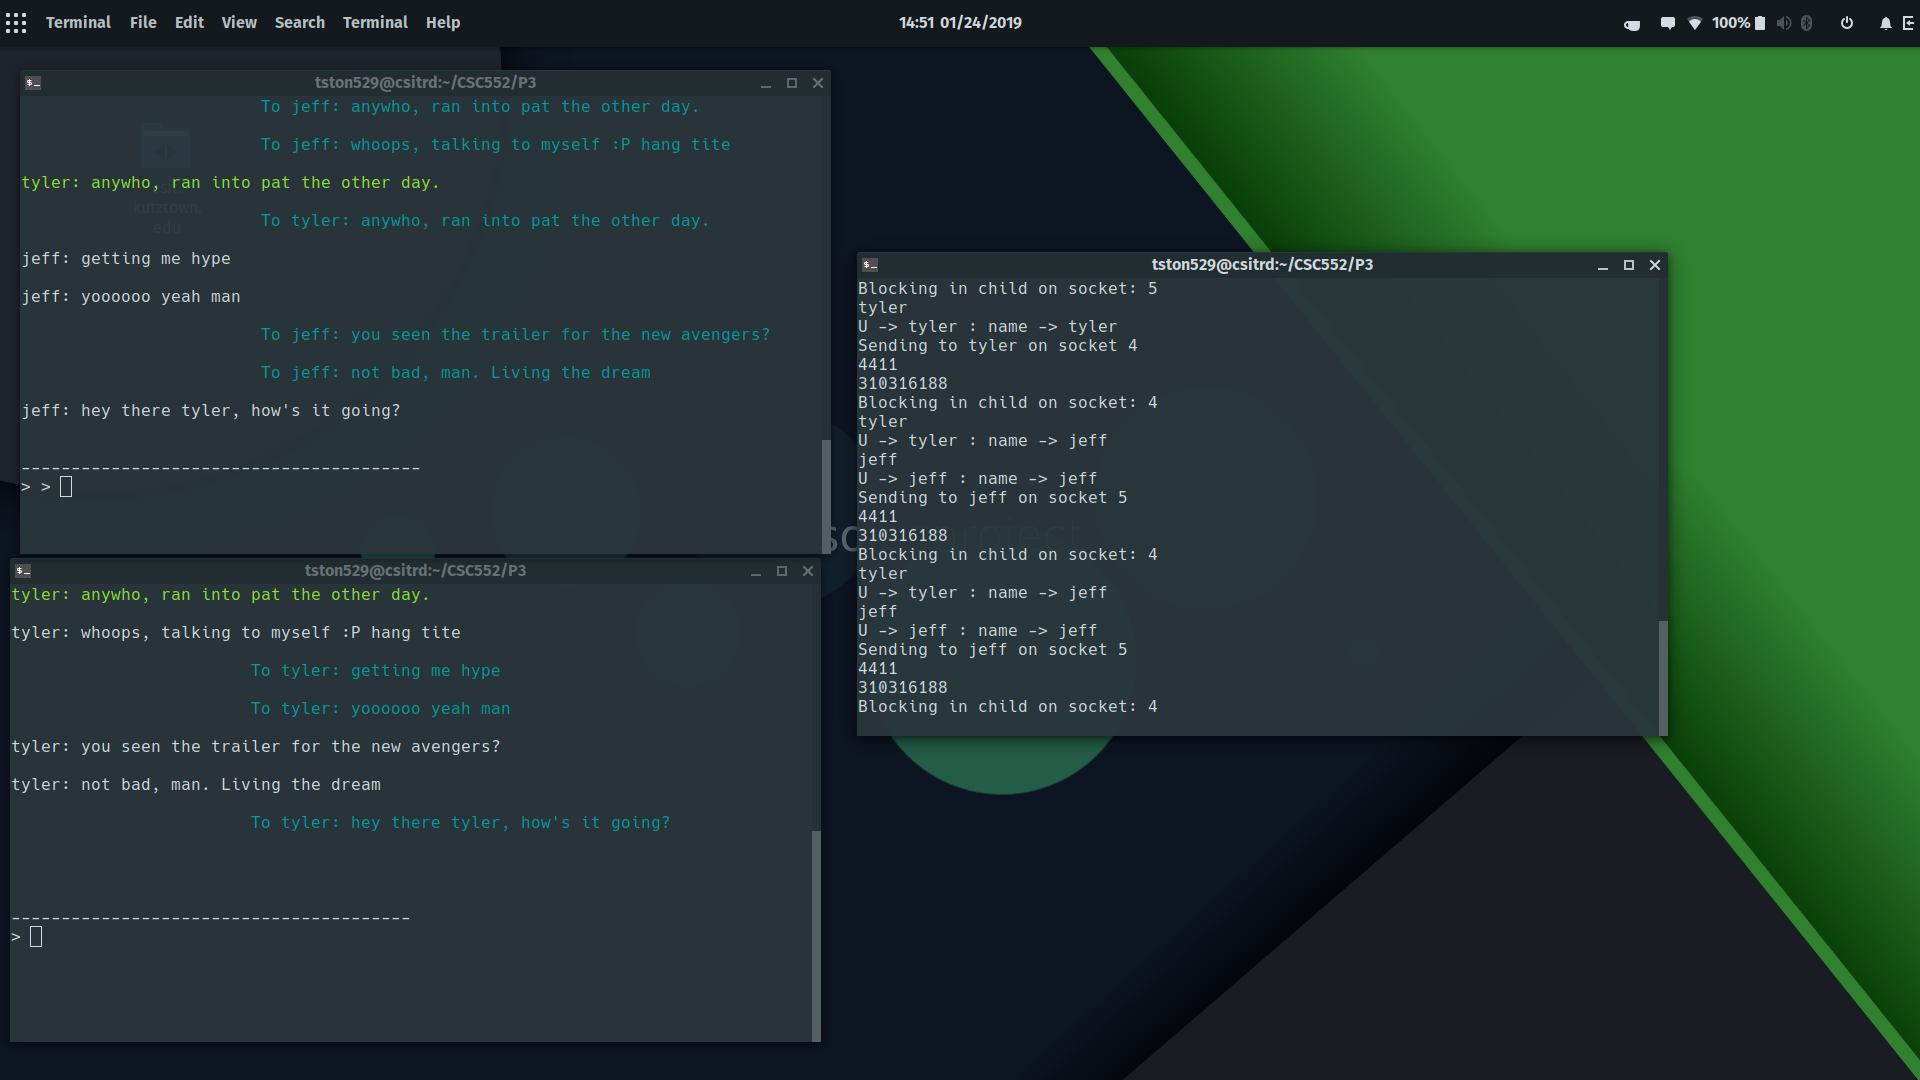 Terminal File Edit View Search Terminal Help
14:51 01/24/2019
100%
tston529@csitrd:~/CSC552/P3
To jeff: anywho, ran into pat the other day.
To jeff: whoops, talking to myself :P hang tite
tyler: anywho, ran into pat the other day.
kutztown.
edu
To tyler: anywho, ran into pat the other day.
jeff: getting me hype
jeff: yoooooo yeah man
To jeff: you seen the trailer for the new avengers?
To jeff: not bad, man. Living the dream
jeff: hey there tyler, how's it going?
----------------------------------------
> >
tston529@csitrd:~/CSC552/P3
tyler: anywho, ran into pat the other day.
tyler: whoops, talking to myself :P hang tite
To tyler: getting me hype
To tyler: yoooooo yeah man
tyler: you seen the trailer for the new avengers?
tyler: not bad, man. Living the dream
To tyler: hey there tyler, how's it going?
----------------------------------------
>
tston529@csitrd:~/CSC552/P3
Blocking in child on socket: 5
tyler
U -> tyler : name -> tyler
Sending to tyler on socket 4
4411
310316188
Blocking in child on socket: 4
tyler
U -> tyler : name -> jeff
jeff
U -> jeff : name -> jeff
Sending to jeff on socket 5
4411
310316188
Blocking in child on socket: 4
tyler
U -> tyler : name -> jeff
jeff
U -> jeff : name -> jeff
Sending to jeff on socket 5
4411
310316188
Blocking in child on socket: 4
project